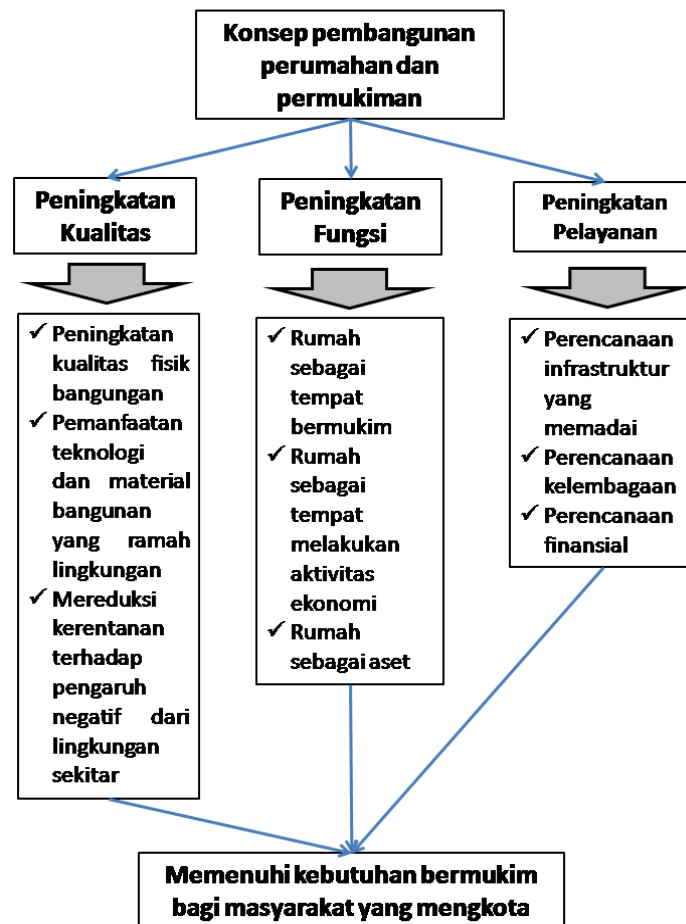 Konsep pembangunan
perumahan dan
permukiman
Peningkatan
Kualitas
Peningkatan
Fungsi
Peningkatan
Pelayanan
✓ Peningkatan
kualitas fisik
bangungan
✓ Pemanfaatan
teknologi
dan material
bangunan
yang ramah
lingkungan
✓ Mereduksi
kerentanan
terhadap
pengaruh
negatif dari
lingkungan
sekitar
✓ Rumah
sebagai
tempat
bermukim
✓ Rumah
sebagai
tempat
melakukan
aktivitas
ekonomi
✓ Rumah
sebagai aset
✓ Perencanaan
infrastruktur
yang
memadai
✓ Perencanaan
kelembagaan
✓ Perencanaan
finansial
Memenuhi kebutuhan bermukim
bagi masyarakat yang mengkota